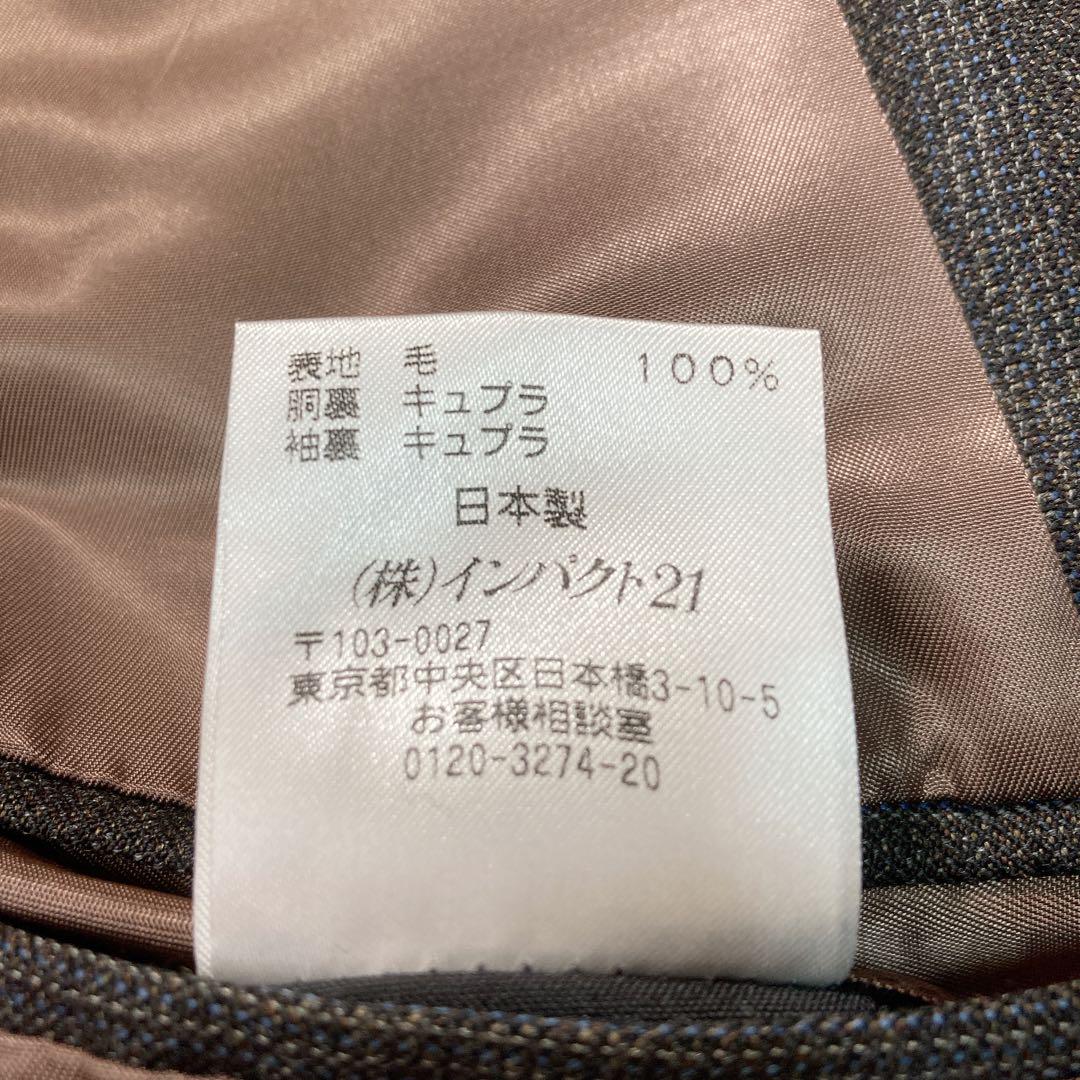 表地 毛 100%
胴裏 キュプラ
袖裏 キュプラ
日本製
(株)インパクト21
〒103-0027
東京都中央区日本橋3-10-5
お客様相談室
0120-3274-20